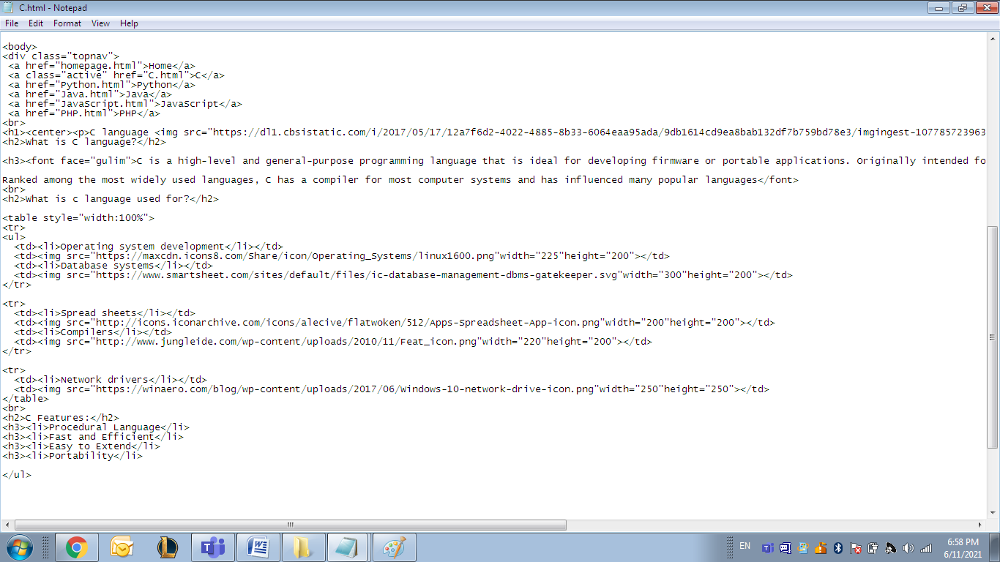 C.html - Notepad
File Edit Format View Help
<body>
<div class="topnav">
<a href="homepage.html">Home</a>
<a class="active" href="C.html">C</a>
<a href="Python.html">Python</a>
<a href="Java.html">Java</a>
<a href="JavaScript.html">JavaScript</a>
<a href="PHP.html">PHP</a>
<br>
<h1><center><p>C language <img src="https://dl1.cbsistatic.com/i/2017/05/17/12a7f6d2-4022-4885-8b33-6064eaa95ada/9db1614cd9ea8bab132df7b759bd78e3/imgingest-107785723963
<h2>What is C language?</h2>
<h3><font face="gulim">C is a high-level and general-purpose programming language that is ideal for developing firmware or portable applications. Originally intended fo
Ranked among the most widely used languages, C has a compiler for most computer systems and has influenced many popular languages</font>
<br>
<h2>What is c language used for?</h2>
<table style="width:100%">
<tr>
<ul>
<td><li>Operating system development</li></td>
<td><img src="https://maxcdn.icons8.com/Share/icon/Operating_Systems/linux1600.png"width="225"height="200"></td>
<td><li>Database systems</li></td>
<td><img src="https://www.smartsheet.com/sites/default/files/ic-database-management-dbms-gatekeeper.svg"width="300"height="200"></td>
</tr>
<tr>
<td><li>Spread sheets</li></td>
<td><img src="http://icons.iconarchive.com/icons/alecive/flatwoken/512/Apps-Spreadsheet-App-icon.png"width="200"height="200"></td>
<td><li>Compilers</li></td>
<td><img src="http://www.jungleide.com/wp-content/uploads/2010/11/Feat_icon.png"width="220"height="200"></td>
</tr>
<tr>
<td><li>Network drivers</li></td>
<td><img src="https://winaero.com/blog/wp-content/uploads/2017/06/Windows-10-network-drive-icon.png"width="250"height="250"></td>
</table>
<br>
<h2>C Features:</h2>
<h3><li>Procedural Language</li>
<h3><li>Fast and Efficient</li>
<h3><li>Easy to Extend</li>
<h3><li>Portability</li>
</ul>
EN
6:58 PM
6/11/2021